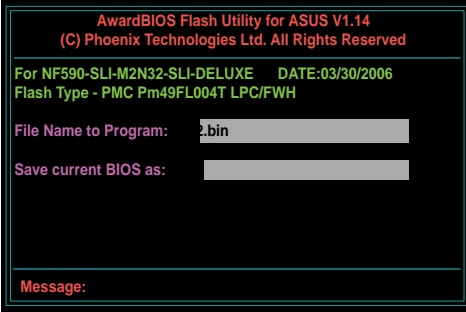 AwardBIOS Flash Utility for ASUS V1.14
(C) Phoenix Technologies Ltd. All Rights Reserved
For NF590-SLI-M2N32-SLI-DELUXE DATE:03/30/2006
Flash Type - PMC Pm49FL004T LPC/FWH
File Name to Program: 2.bin
Save current BIOS as:
Message: